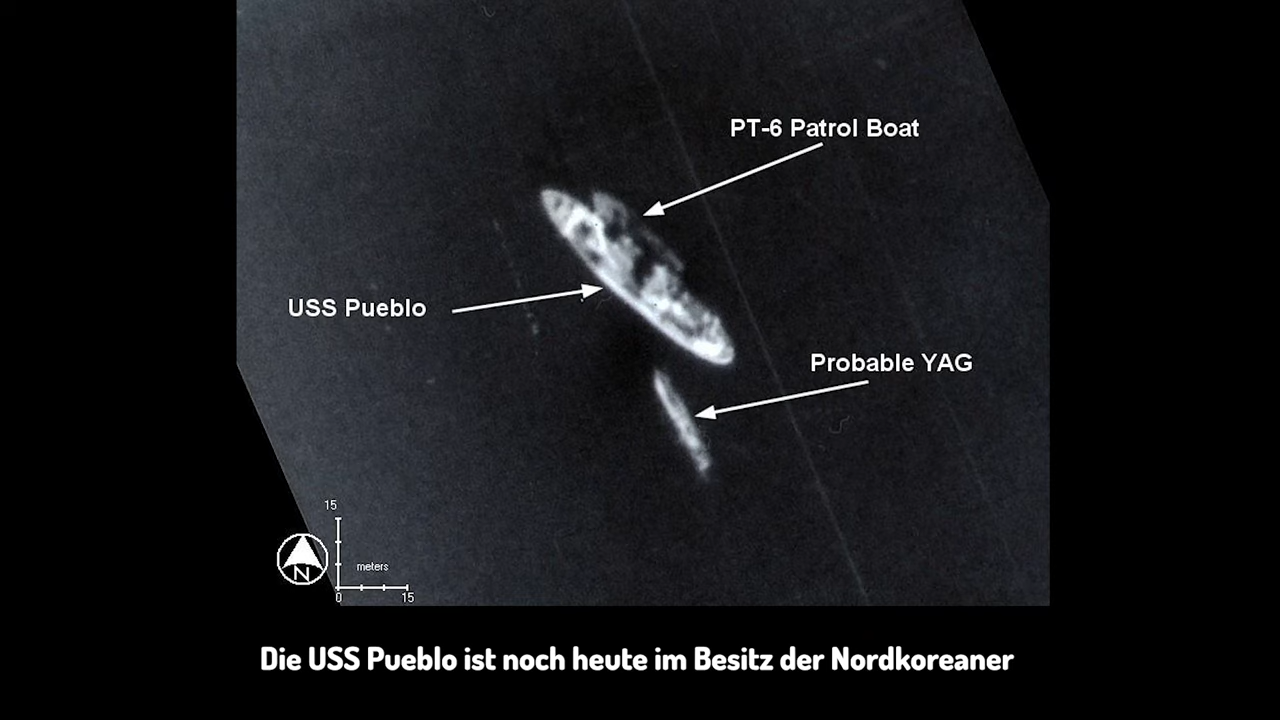 PT-6 Patrol Boat
USS Pueblo
Probable YAG
15
meters
N
0
15
Die USS Pueblo ist noch heute im Besitz der Nordkoreaner